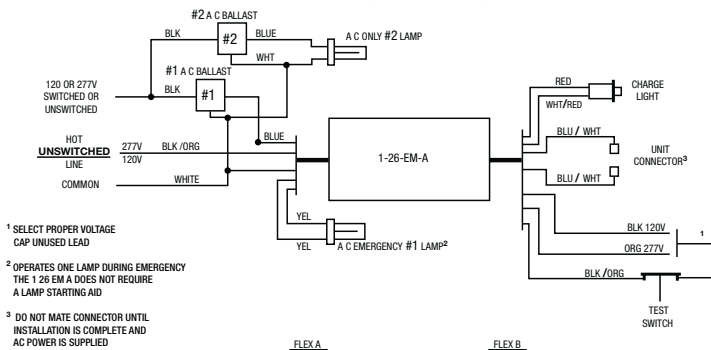 #2 A C BALLAST
BLK
#2
BLUE
A C ONLY #2 LAMP
WHT
#1 A C BALLAST
120 OR 277V
SWITCHED OR
UNSWITCHED
BLK
#1
HOT
UNSWITCHED
LINE
277V
120V
BLK /ORG
BLUE
COMMON
WHITE
1-26-EM-A
YEL
YEL
A C EMERGENCY #1 LAMP²
RED
WHT/RED
CHARGE
LIGHT
BLU / WHT
UNIT
CONNECTOR³
BLU / WHT
BLK 120V
ORG 277V
1
BLK /ORG
TEST
SWITCH
¹ SELECT PROPER VOLTAGE
CAP UNUSED LEAD
² OPERATES ONE LAMP DURING EMERGENCY
THE 1 26 EM A DOES NOT REQUIRE
A LAMP STARTING AID
³ DO NOT MATE CONNECTOR UNTIL
INSTALLATION IS COMPLETE AND
AC POWER IS SUPPLIED
FLEX A
FLEX B